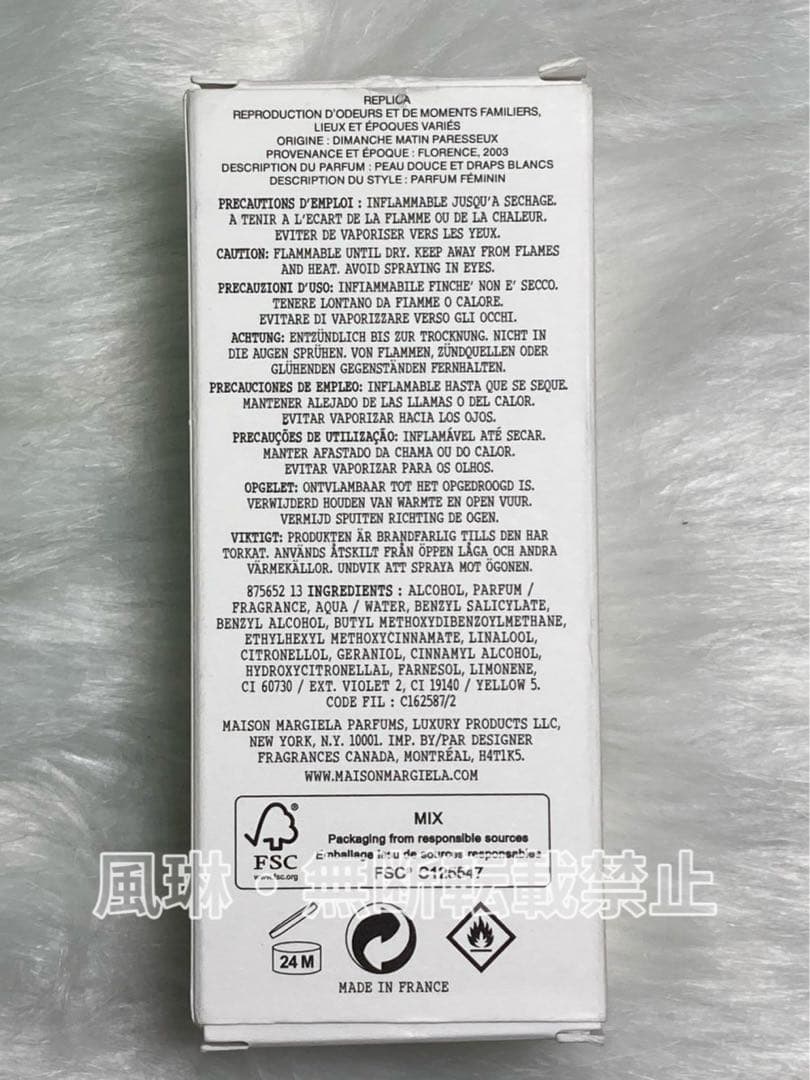 REPLICA
REPRODUCTION D'ODEURS ET DE MOMENTS FAMILIERS,
LIEUX ET ÉPOQUES VARIÉS
ORIGINE : DIMANCHE MATIN PARESSEUX
PROVENANCE ET ÉPOQUE : FLORENCE, 2003
DESCRIPTION DU PARFUM : PEAU DOUCE ET DRAPS BLANCS
DESCRIPTION DU STYLE : PARFUM FÉMININ
PRECAUTIONS D'EMPLOI : INFLAMMABLE JUSQU'A SECHAGE.
A TENIR A L'ECART DE LA FLAMME OU DE LA CHALEUR.
EVITER DE VAPORISER VERS LES YEUX.
CAUTION: FLAMMABLE UNTIL DRY. KEEP AWAY FROM FLAMES
AND HEAT. AVOID SPRAYING IN EYES.
PRECAUZIONI D'USO: INFIAMMABILE FINCHE' NON E' SECCO.
TENERE LONTANO DA FIAMME O CALORE.
EVITARE DI VAPORIZZARE VERSO GLI OCCHI.
ACHTUNG: ENTZÜNDLICH BIS ZUR TROCKNUNG. NICHT IN
DIE AUGEN SPRÜHEN. VON FLAMMEN, ZÜNDQUELLEN ODER
GLÜHENDEN GEGENSTÄNDEN FERNHALTEN.
PRECAUCIONES DE EMPLEO: INFLAMABLE HASTA QUE SE SEQUE.
MANTENER ALEJADO DE LAS LLAMAS O DEL CALOR.
EVITAR VAPORIZAR HACIA LOS OJOS.
PRECAUÇÕES DE UTILIZAÇÃO: INFLAMÁVEL ATÉ SECAR.
MANTER AFASTADO DA CHAMA OU DO CALOR.
EVITAR VAPORIZAR PARA OS OLHOS.
OPGELET: ONTVLAMBAAR TOT HET OPGEDROOGD IS.
VERWIJDERD HOUDEN VAN WARMTE EN OPEN VUUR.
VERMIJD SPUITEN RICHTING DE OGEN.
VIKTIGT: PRODUKTEN ÄR BRANDFARLIG TILLS DEN HAR
TORKAT. ANVÄNDS ÅTSKILT FRÅN ÖPPEN LÅGA OCH ANDRA
VÄRMEKÄLLOR. UNDVIK ATT SPRAYA MOT ÖGONEN.
875652 13 INGREDIENTS : ALCOHOL, PARFUM /
FRAGRANCE, AQUA / WATER, BENZYL SALICYLATE,
BENZYL ALCOHOL, BUTYL METHOXYDIBENZOYLMETHANE,
ETHYLHEXYL METHOXYCINNAMATE, LINALOOL,
CITRONELLOL, GERANIOL, CINNAMYL ALCOHOL,
HYDROXYCITRONELLAL, FARNESOL, LIMONENE,
CI 60730 / EXT. VIOLET 2, CI 19140 / YELLOW 5.
CODE FIL : C162587/2
MAISON MARGIELA PARFUMS, LUXURY PRODUCTS LLC,
NEW YORK, N.Y. 10001. IMP. BY/PAR DESIGNER
FRAGRANCES CANADA, MONTRÉAL, H4T1K5.
WWW.MAISONMARGIELA.COM
MIX
Packaging from responsible sources
Emballage issu de sources responsables
FSC® C125547
FSC
www.fsc.org
風琳・無断転載禁止
24 M
MADE IN FRANCE